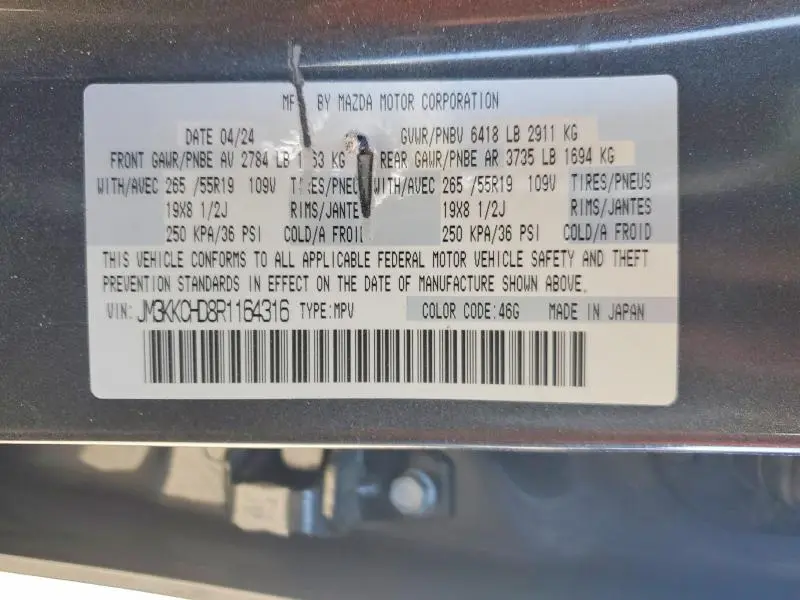 MFD BY MAZDA MOTOR CORPORATION
DATE 04/24 GVWR/PNBV 6418 LB 2911 KG
FRONT GAWR/PNBE AV 2784 LB KG REAR GAWR/PNBE AR 3735 LB 1694 KG
WITH/AVEC 265 /55R19 109V TIRES/PNEU WITH/AVEC 265 /55R19 109V TIRES/PNEUS
19X8 1/2J RIMS/JANTE 19X8 1/2J RIMS/JANTES
250 KPA/36 PSI COLD/A FROID 250 KPA/36 PSI COLD/A FROID
THIS VEHICLE CONFORMS TO ALL APPLICABLE FEDERAL MOTOR VEHICLE SAFETY AND THEFT
PREVENTION STANDARDS IN EFFECT ON THE DATE OF MANUFACTURE SHOWN ABOVE.
VIN: JM3KKCHD8R1164316 TYPE:MPV COLOR CODE:46G MADE IN JAPAN